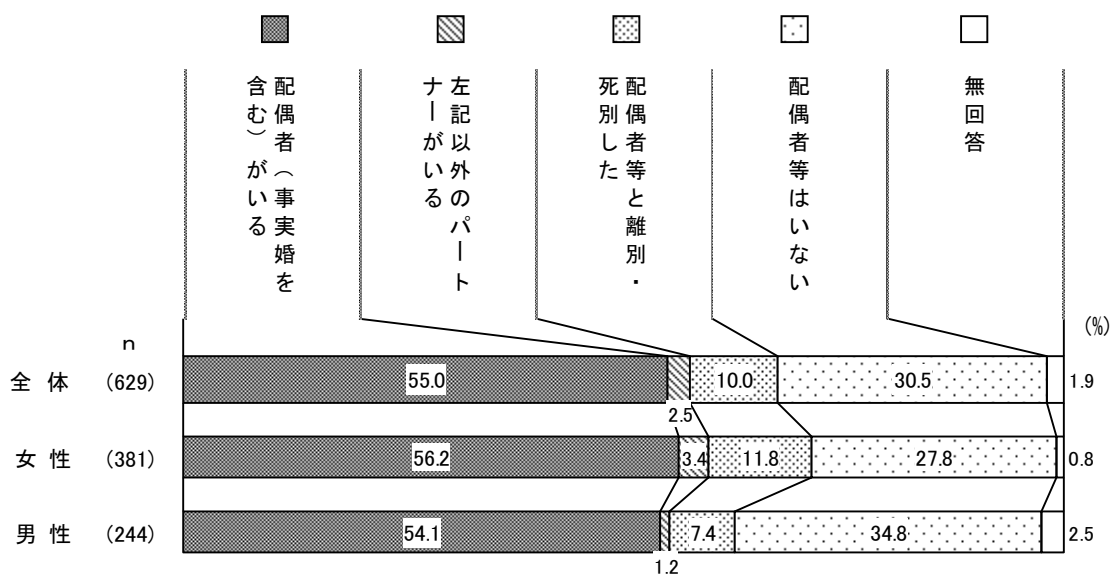 配偶者（事実婚を
含む）がいる
左記以外のパート
ナーがいる
配偶者等と離別・
死別した
配偶者等はいない
無回答
(%)
n
全 体 (629) 55.0 2.5 10.0 30.5 1.9
女 性 (381) 56.2 3.4 11.8 27.8 0.8
男 性 (244) 54.1 1.2 7.4 34.8 2.5